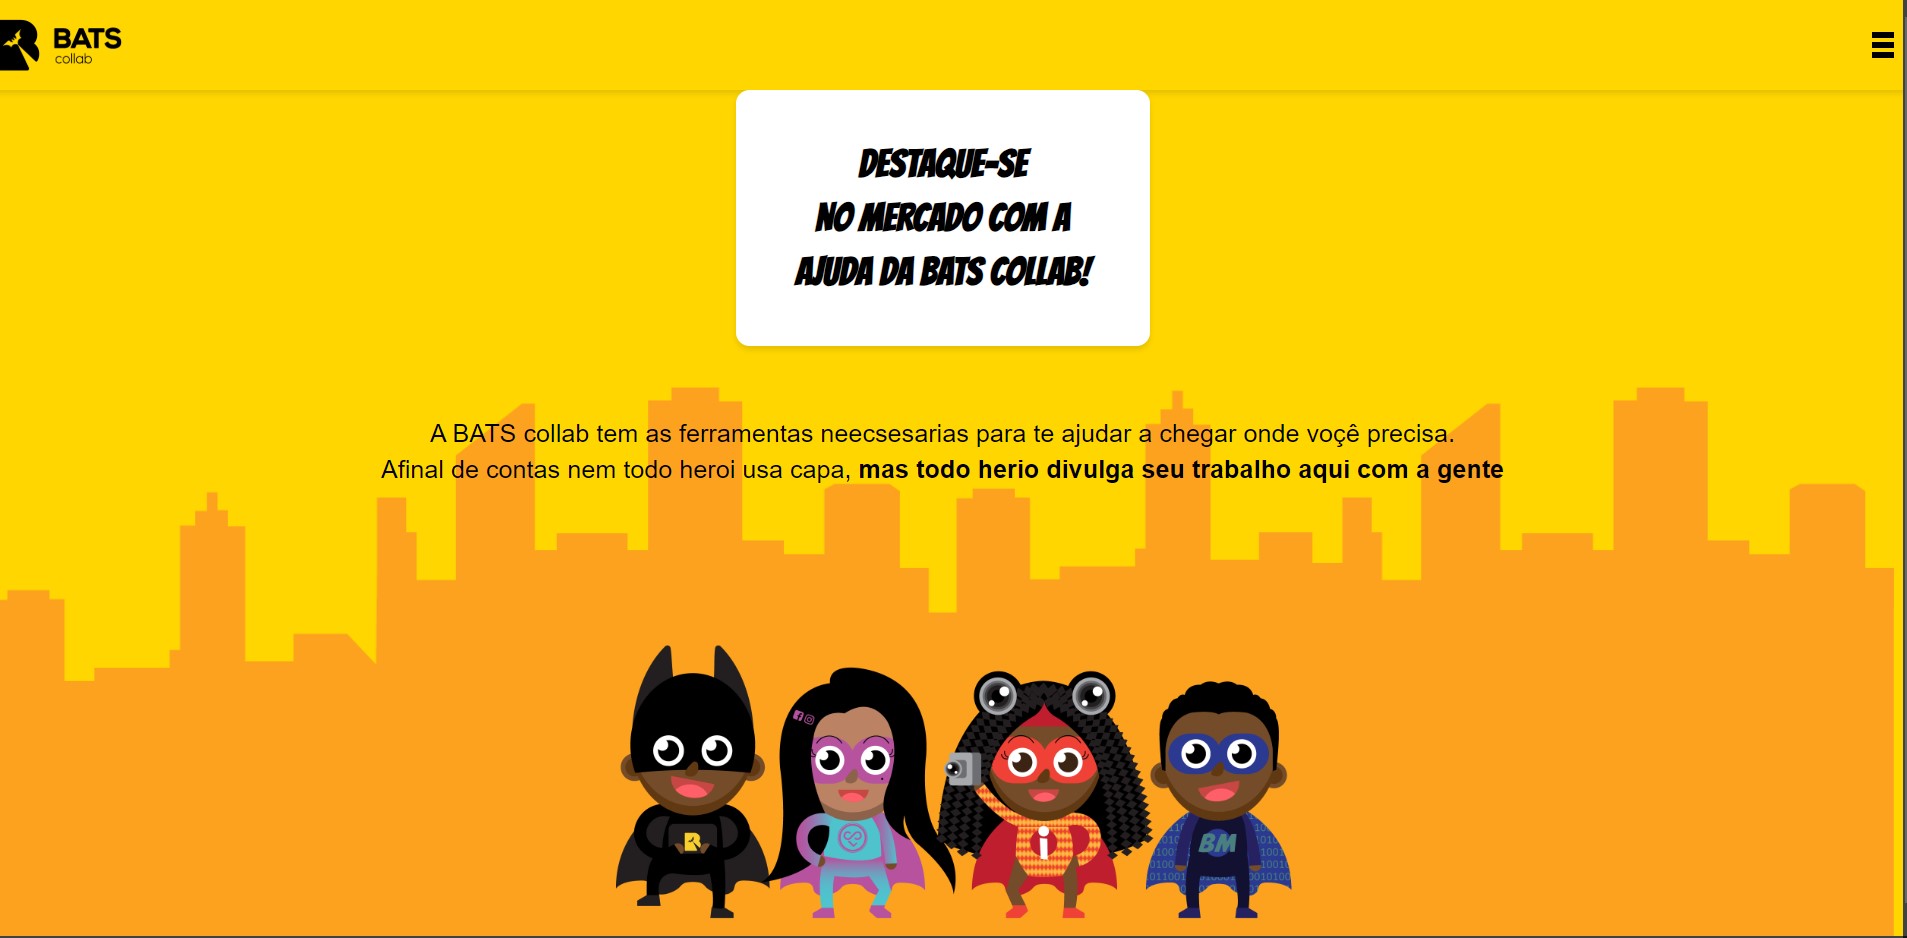 BATS
collab
DESTAQUE-SE
NO MERCADO COM A
AJUDA DA BATS COLLAB!
A BATS collab tem as ferramentas neecsesarias para te ajudar a chegar onde voçê precisa.
Afinal de contas nem todo heroi usa capa, mas todo herio divulga seu trabalho aqui com a gente
BM